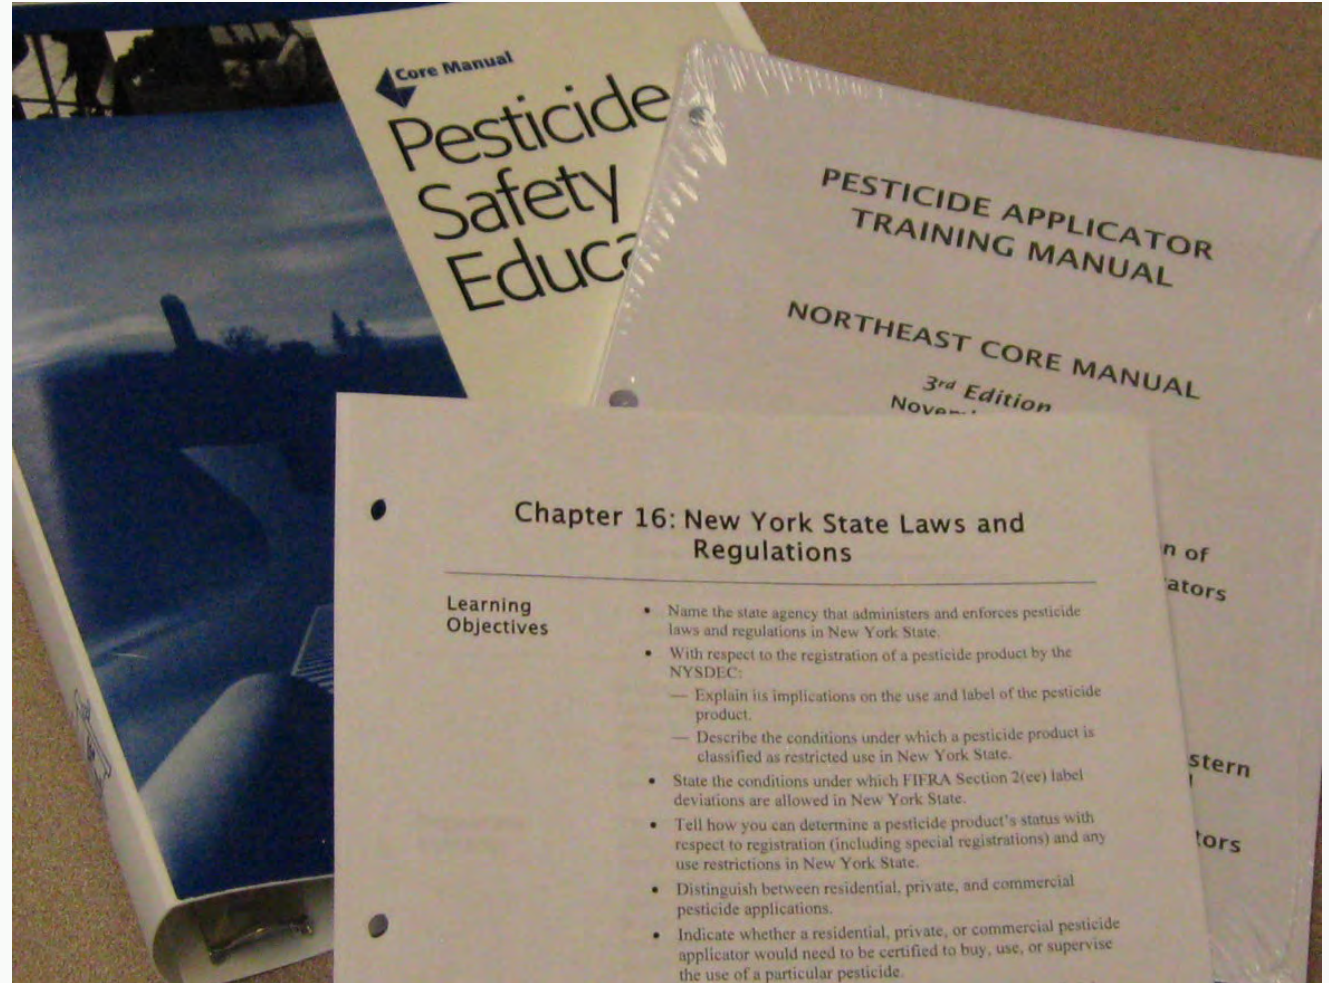 Core Manual
Pesticide
Safety
Educa
PESTICIDE APPLICATOR
TRAINING MANUAL
NORTHEAST CORE MANUAL
3rd Edition
n of
ators
stern
tors
Chapter 16: New York State Laws and
Regulations
Learning
Objectives
• Name the state agency that administers and enforces pesticide
laws and regulations in New York State.
• With respect to the registration of a pesticide product by the
NYSDEC:
— Explain its implications on the use and label of the pesticide
product.
— Describe the conditions under which a pesticide product is
classified as restricted use in New York State.
• State the conditions under which FIFRA Section 2(ee) label
deviations are allowed in New York State.
• Tell how you can determine a pesticide product's status with
respect to registration (including special registrations) and any
use restrictions in New York State.
• Distinguish between residential, private, and commercial
pesticide applications.
• Indicate whether a residential, private, or commercial pesticide
applicator would need to be certified to buy, use, or supervise
the use of a particular pesticide.